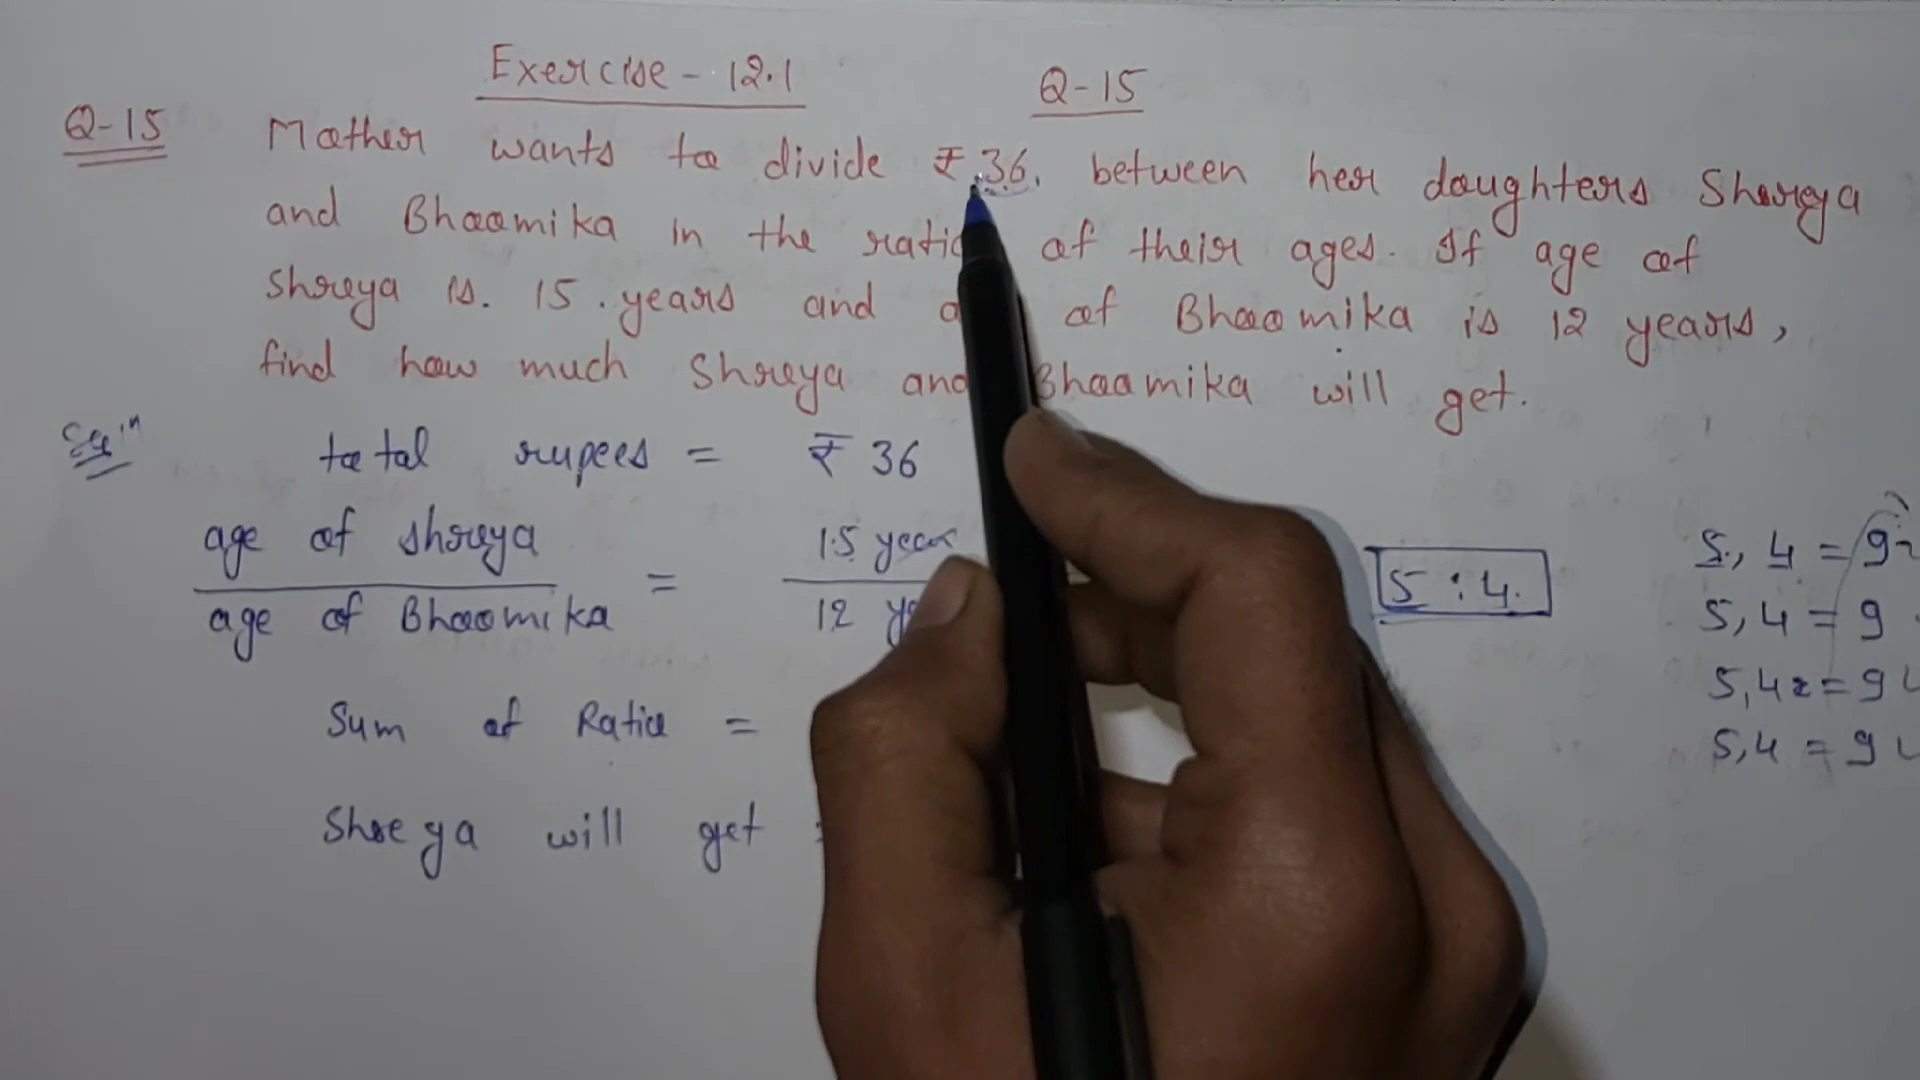 Exercise - 12.1 Q-15
Q-15 Mother wants to divide ₹ 36. between her daughters Shreya
and Bhoomika in the ratio of their ages. If age of
Shreya is. 15 years and of Bhoomika is 12 years,
find how much Shreya and Bhoomika will get.
Solⁿ total rupees = ₹ 36
age of shreya 15 year
age of Bhoomika = 12
5 : 4.
5, 4 = 9
5, 4 = 9
5, 4 = 9
5, 4 = 9
Sum of Ratio =
Shreya will get